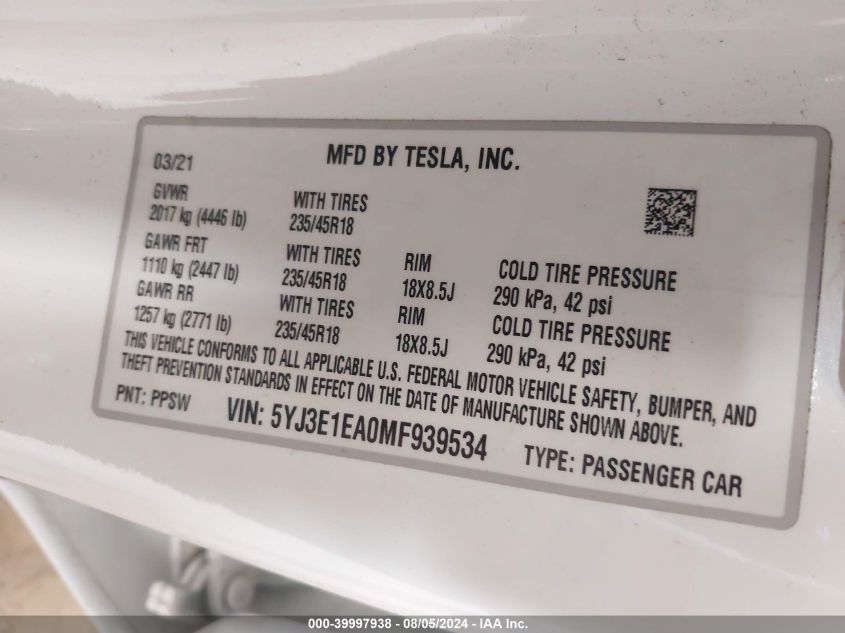 03/21
MFD BY TESLA, INC.
GVWR
2017 kg (4446 lb)
WITH TIRES
235/45R18
GAWR FRT
1110 kg (2447 lb)
WITH TIRES
235/45R18
RIM
18X8.5J
COLD TIRE PRESSURE
290 kPa, 42 psi
GAWR RR
1257 kg (2771 lb)
WITH TIRES
235/45R18
RIM
18X8.5J
COLD TIRE PRESSURE
290 kPa, 42 psi
THIS VEHICLE CONFORMS TO ALL APPLICABLE U.S. FEDERAL MOTOR VEHICLE SAFETY, BUMPER, AND
THEFT PREVENTION STANDARDS IN EFFECT ON THE DATE OF MANUFACTURE SHOWN ABOVE.
PNT: PPSW
VIN: 5YJ3E1EA0MF939534
TYPE: PASSENGER CAR
000-39997938 - 08/05/2024 - IAA Inc.